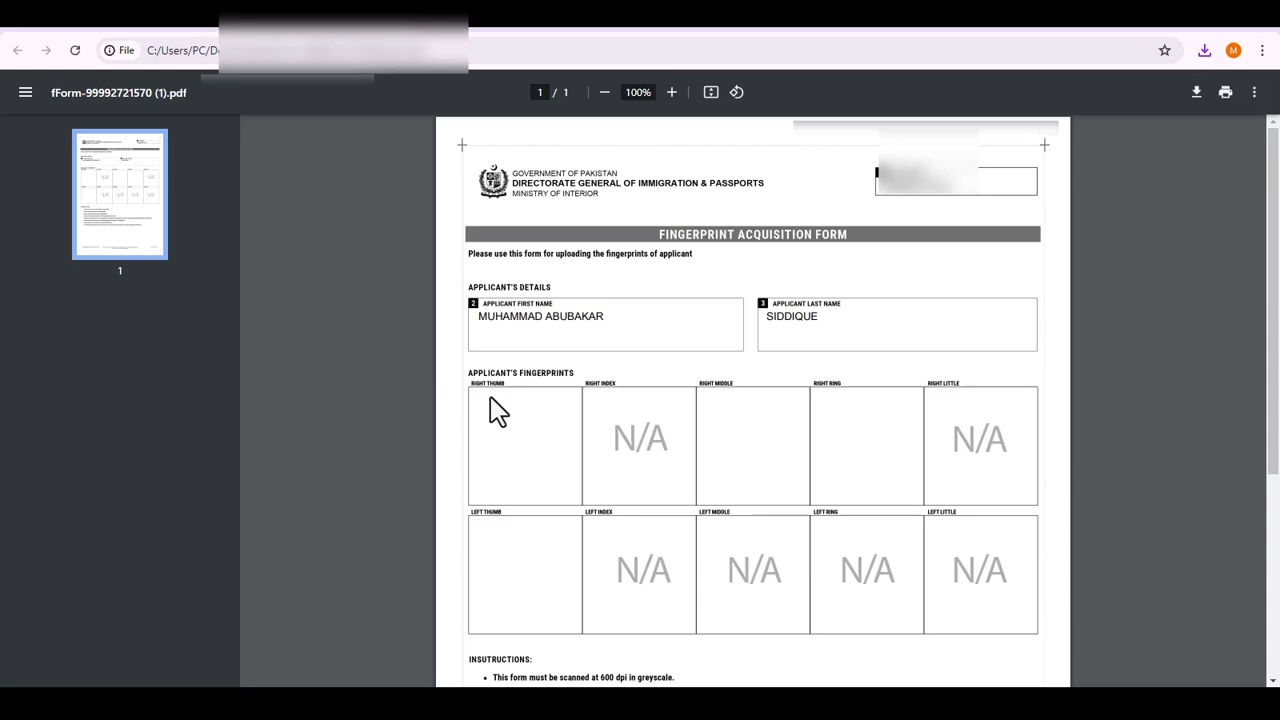 File C:/Users/PC/D
M
fForm-99992721570 (1).pdf
1 / 1
100%
1
GOVERNMENT OF PAKISTAN
DIRECTORATE GENERAL OF IMMIGRATION & PASSPORTS
MINISTRY OF INTERIOR
FINGERPRINT ACQUISITION FORM
Please use this form for uploading the fingerprints of applicant
APPLICANT'S DETAILS
2 APPLICANT FIRST NAME
MUHAMMAD ABUBAKAR
3 APPLICANT LAST NAME
SIDDIQUE
APPLICANT'S FINGERPRINTS
RIGHT THUMB RIGHT INDEX RIGHT MIDDLE RIGHT RING RIGHT LITTLE
N/A N/A
LEFT THUMB LEFT INDEX LEFT MIDDLE LEFT RING LEFT LITTLE
N/A N/A N/A N/A
INSUTRUCTIONS:
• This form must be scanned at 600 dpi in greyscale.